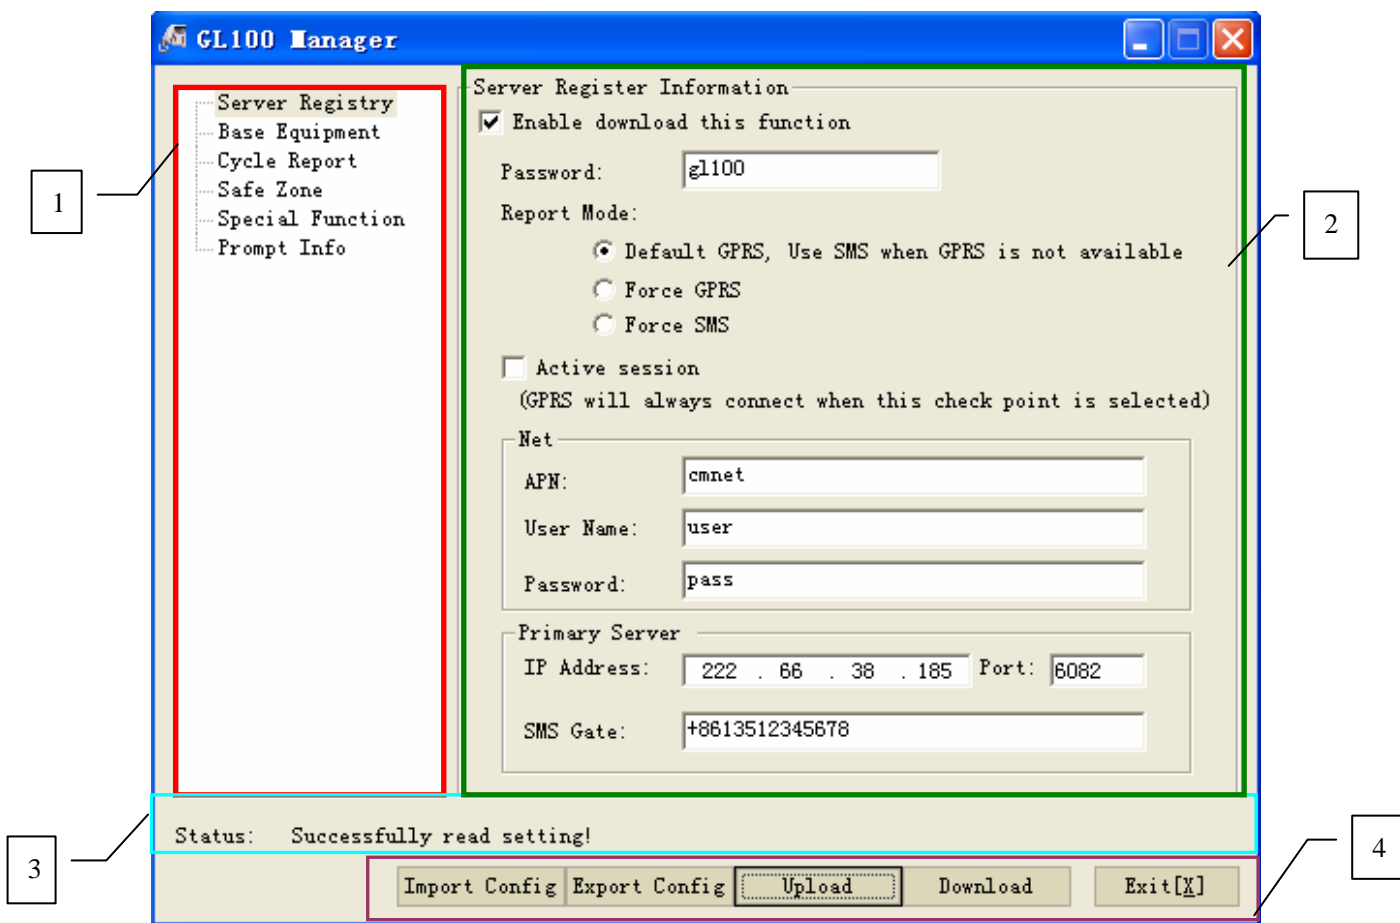 GL100 Manager
Server Registry
Base Equipment
Cycle Report
Safe Zone
Special Function
Prompt Info
1
Server Register Information
Enable download this function
Password: gl100
Report Mode:
Default GPRS, Use SMS when GPRS is not available
Force GPRS
Force SMS
Active session
(GPRS will always connect when this check point is selected)
Net
APN: cmnet
User Name: user
Password: pass
Primary Server
IP Address: 222 . 66 . 38 . 185 Port: 6082
SMS Gate: +8613512345678
2
Status: Successfully read setting!
3
Import Config Export Config Upload Download Exit[X]
4